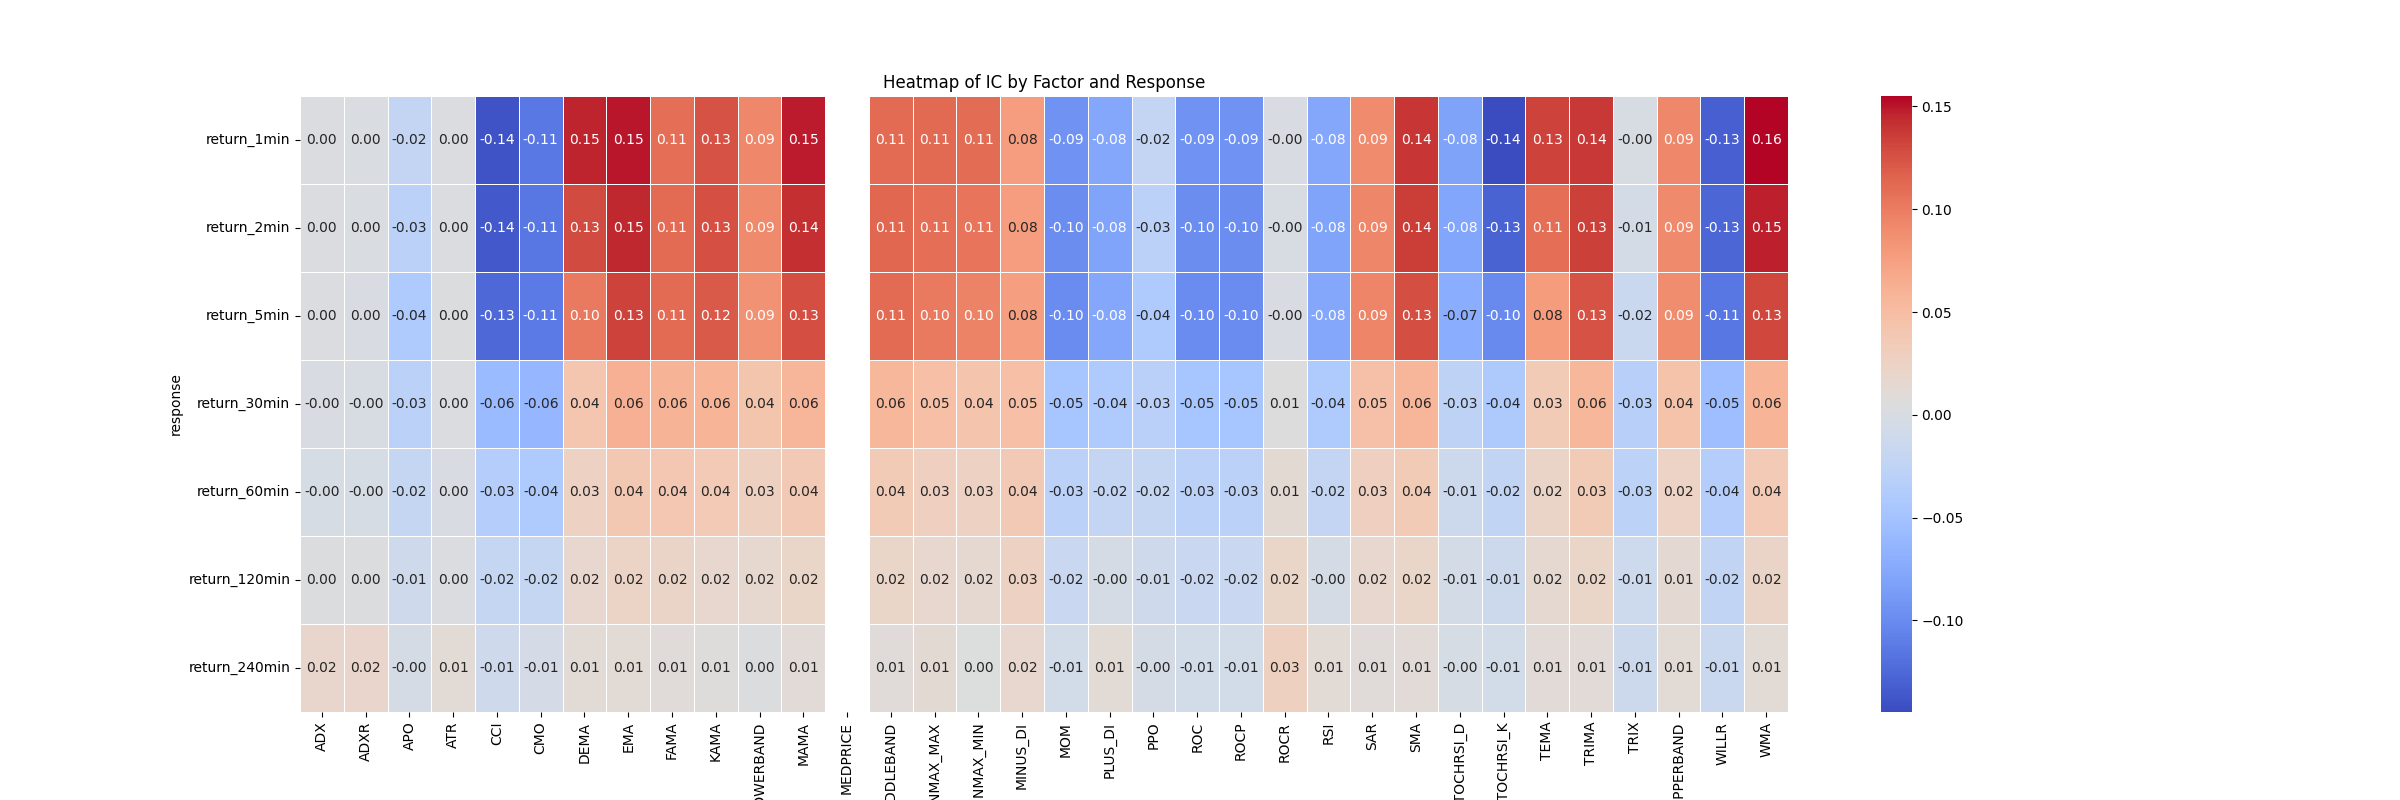 Heatmap of IC by Factor and Response
return_1min 0.00 0.00 -0.02 0.00 -0.14 -0.11 0.15 0.15 0.11 0.13 0.09 0.15 0.11 0.11 0.11 0.08 -0.09 -0.08 -0.02 -0.09 -0.09 -0.00 -0.08 0.09 0.14 -0.08 -0.14 0.13 0.14 -0.00 0.09 -0.13 0.16
return_2min 0.00 0.00 -0.03 0.00 -0.14 -0.11 0.13 0.15 0.11 0.13 0.09 0.14 0.11 0.11 0.11 0.08 -0.10 -0.08 -0.03 -0.10 -0.10 -0.00 -0.08 0.09 0.14 -0.08 -0.13 0.11 0.13 -0.01 0.09 -0.13 0.15
return_5min 0.00 0.00 -0.04 0.00 -0.13 -0.11 0.10 0.13 0.11 0.12 0.09 0.13 0.11 0.10 0.10 0.08 -0.10 -0.08 -0.04 -0.10 -0.10 -0.00 -0.08 0.09 0.13 -0.07 -0.10 0.08 0.13 -0.02 0.09 -0.11 0.13
return_30min -0.00 -0.00 -0.03 0.00 -0.06 -0.06 0.04 0.06 0.06 0.06 0.04 0.06 0.06 0.05 0.04 0.05 -0.05 -0.04 -0.03 -0.05 -0.05 0.01 -0.04 0.05 0.06 -0.03 -0.04 0.03 0.06 -0.03 0.04 -0.05 0.06
return_60min -0.00 -0.00 -0.02 0.00 -0.03 -0.04 0.03 0.04 0.04 0.04 0.03 0.04 0.04 0.03 0.03 0.04 -0.03 -0.02 -0.02 -0.03 -0.03 0.01 -0.02 0.03 0.04 -0.01 -0.02 0.02 0.03 -0.03 0.02 -0.04 0.04
return_120min 0.00 0.00 -0.01 0.00 -0.02 -0.02 0.02 0.02 0.02 0.02 0.02 0.02 0.02 0.02 0.02 0.03 -0.02 -0.00 -0.01 -0.02 -0.02 0.02 -0.00 0.02 0.02 -0.01 -0.01 0.02 0.02 -0.01 0.01 -0.02 0.02
return_240min 0.02 0.02 -0.00 0.01 -0.01 -0.01 0.01 0.01 0.01 0.01 0.00 0.01 0.01 0.01 0.00 0.02 -0.01 0.01 -0.00 -0.01 -0.01 0.03 0.01 0.01 0.01 -0.00 -0.01 0.01 0.01 -0.01 0.01 -0.01 0.01
response
ADX ADXR APO ATR CCI CMO DEMA EMA FAMA KAMA OWERBAND MAMA MEDPRICE DDLEBAND NMAX_MAX NMAX_MIN MINUS_DI MOM PLUS_DI PPO ROC ROCP ROCR RSI SAR SMA TOCHRSI_D TOCHRSI_K TEMA TRIMA TRIX PPERBAND WILLR WMA
0.15
0.10
0.05
0.00
−0.05
−0.10